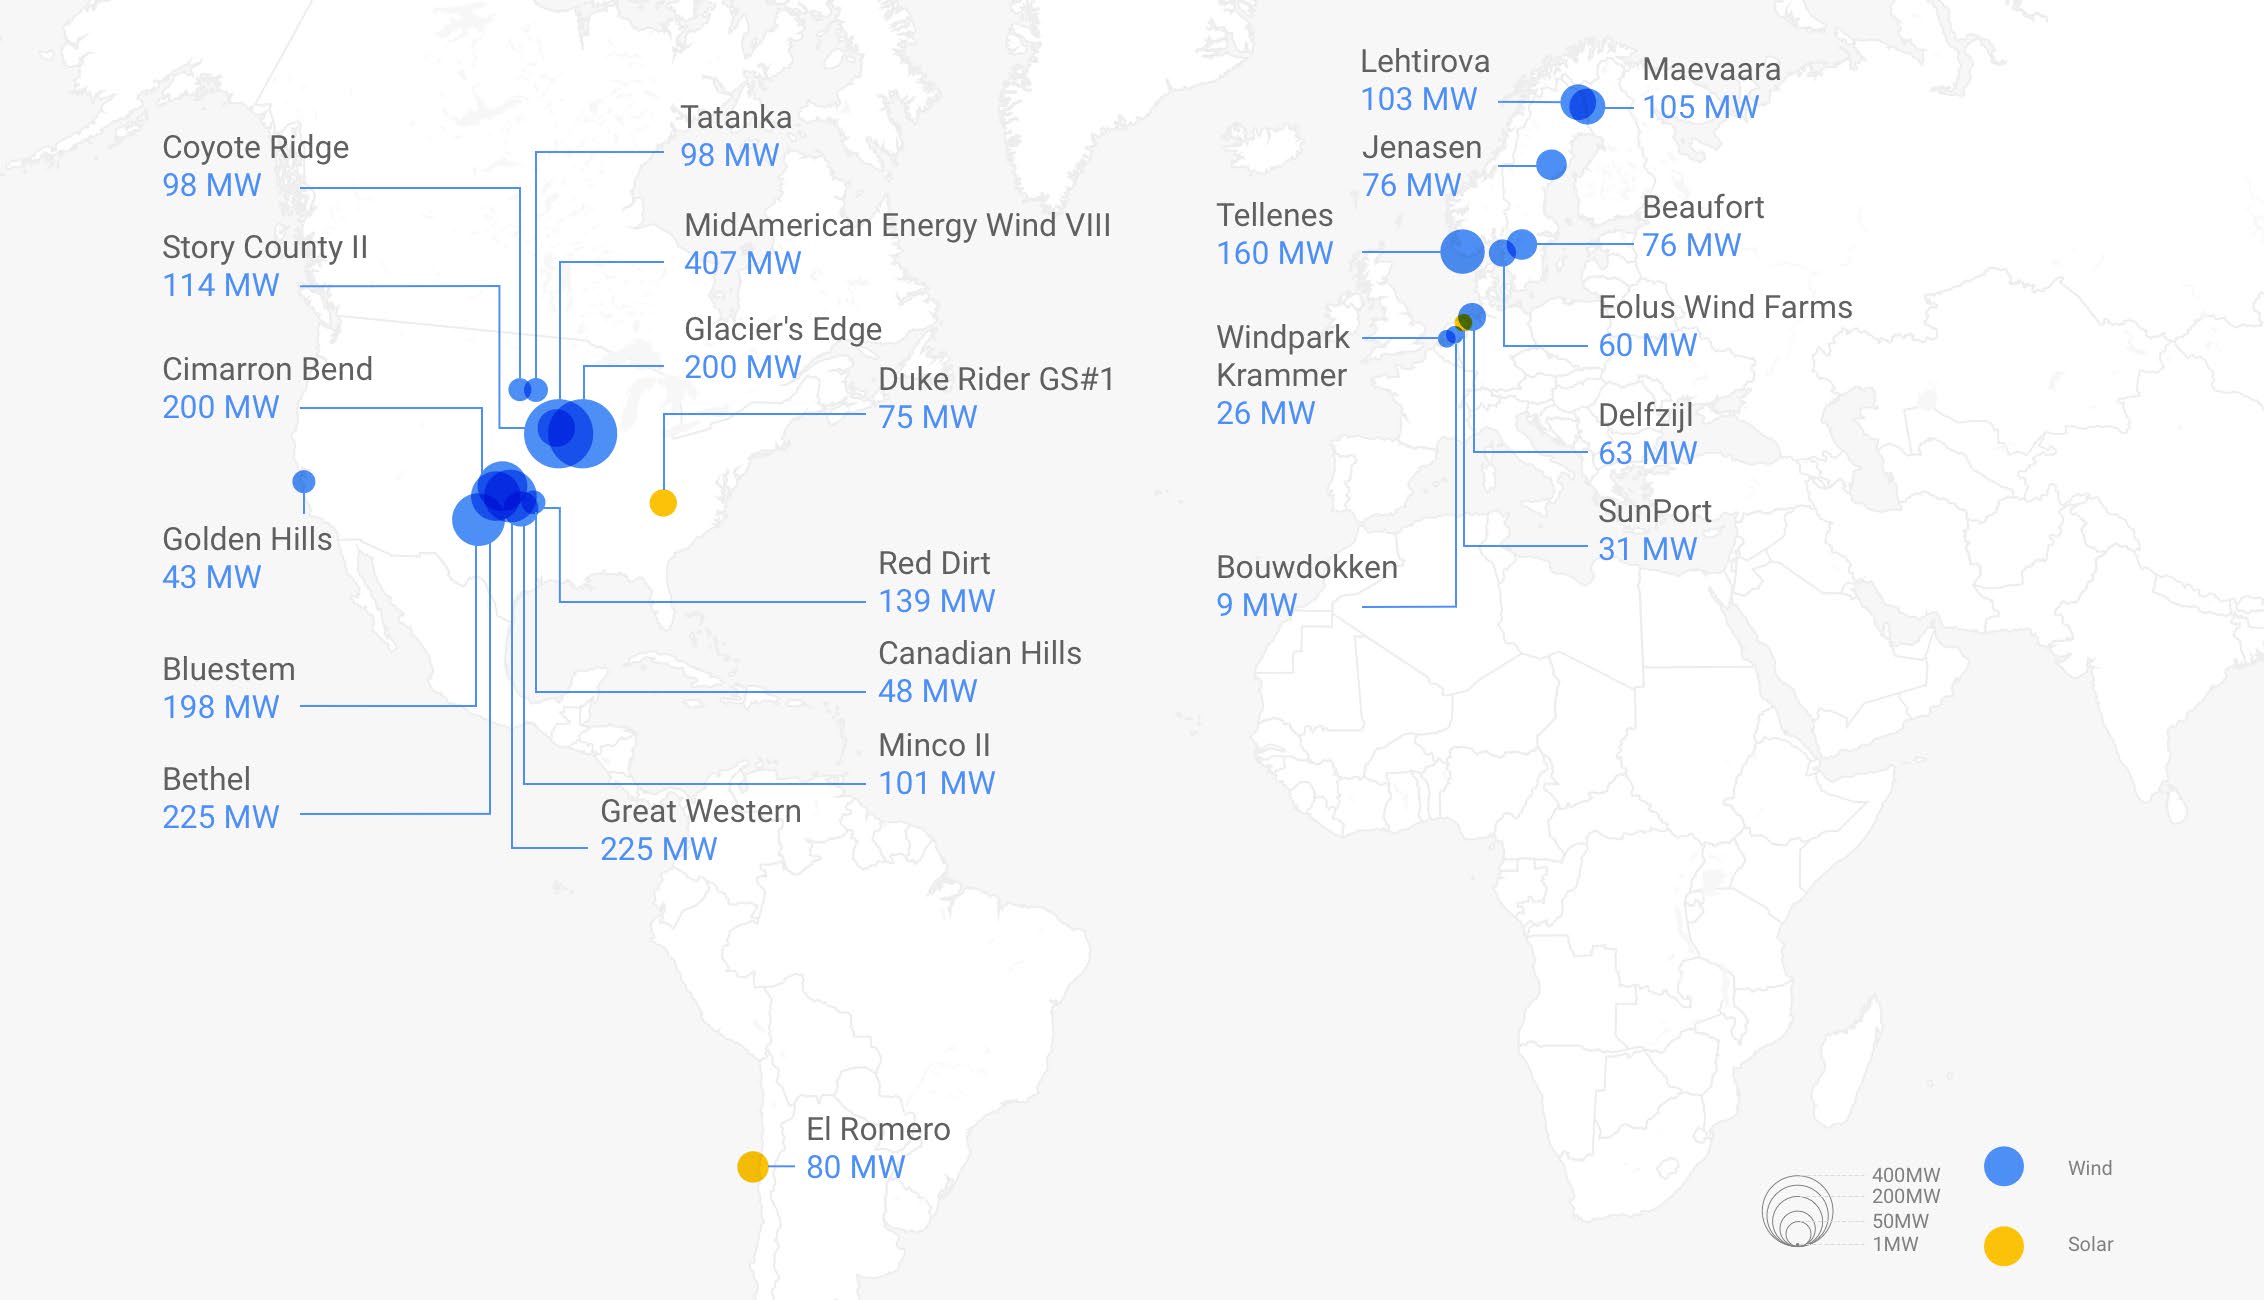 Coyote Ridge
98 MW
Story County II
114 MW
Cimarron Bend
200 MW
Golden Hills
43 MW
Bluestem
198 MW
Bethel
225 MW
Tatanka
98 MW
MidAmerican Energy Wind VIII
407 MW
Glacier's Edge
200 MW
Duke Rider GS#1
75 MW
Red Dirt
139 MW
Canadian Hills
48 MW
Minco II
101 MW
Great Western
225 MW
El Romero
80 MW
Lehtirova
103 MW
Maevaara
105 MW
Jenasen
76 MW
Tellenes
160 MW
Beaufort
76 MW
Windpark
Krammer
26 MW
Eolus Wind Farms
60 MW
Delfzijl
63 MW
SunPort
31 MW
Bouwdokken
9 MW
400MW
200MW
50MW
1MW
Wind
Solar